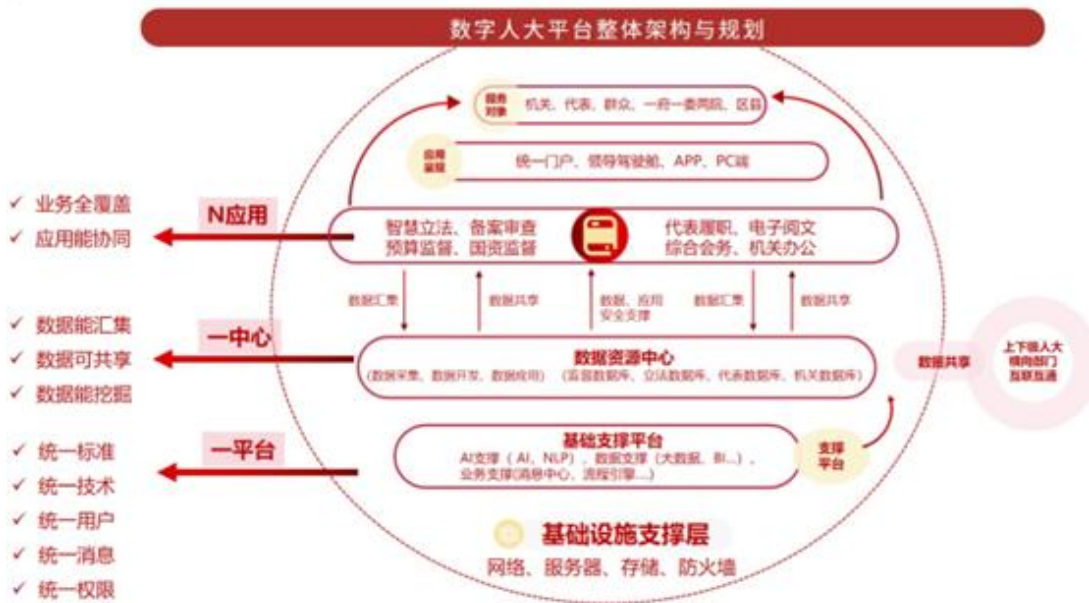 数字人大平台整体架构与规划
服务
对象
机关、代表、群众、一府一委两院、区县
应用
呈现
统一门户、领导驾驶舱、APP、PC端
✓ 业务全覆盖
✓ 应用能协同
N应用
智慧立法、备案审查
预算监督、国资监督
代表履职、电子阅文
综合会务、机关办公
数据汇集
数据共享
数据、应用
安全支撑
数据汇集
数据共享
✓ 数据能汇集
✓ 数据可共享
✓ 数据能挖掘
一中心
数据资源中心
(数据采集、数据开发、数据应用) (监督数据库、立法数据库、代表数据库、机关数据库)
数据共享
上下级人大
横向部门
互联互通
✓ 统一标准
✓ 统一技术
✓ 统一用户
✓ 统一消息
✓ 统一权限
一平台
基础支撑平台
AI支撑（AI、NLP）、数据支撑（大数据、BI...）、
业务支撑(消息中心、流程引擎....)
支撑
平台
基础设施支撑层
网络、服务器、存储、防火墙